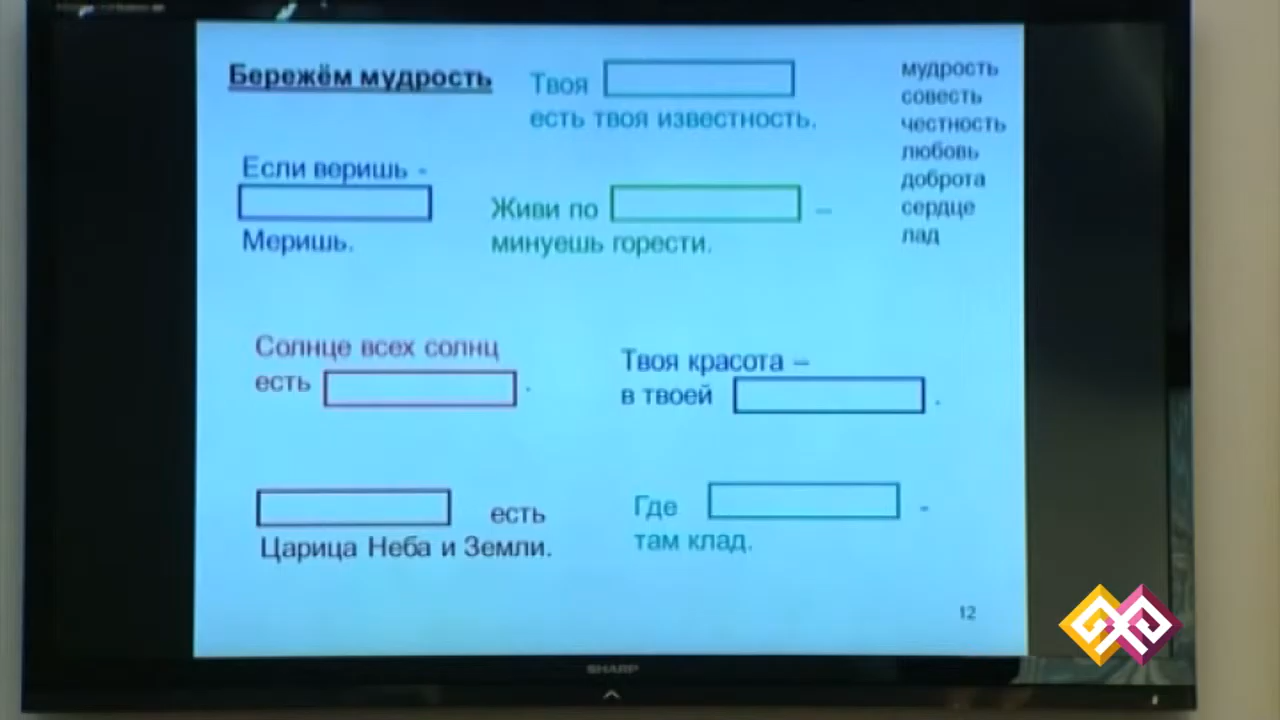 Бережём мудрость
Твоя
есть твоя известность.
мудрость
совесть
честность
любовь
доброта
сердце
лад
Если веришь -
Меришь.
Живи по –
минуешь горести.
Солнце всех солнц
есть .
Твоя красота –
в твоей .
есть
Царица Неба и Земли.
Где -
там клад.
12
SHARP